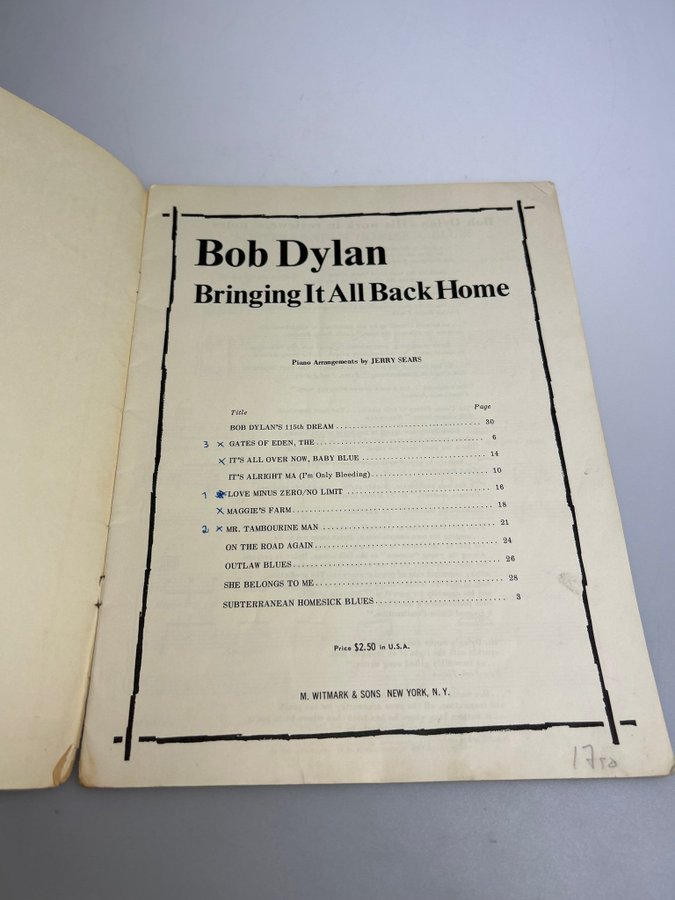 Bob Dylan
Bringing It All Back Home
Piano Arrangements by JERRY SEARS
Title Page
BOB DYLAN'S 115th DREAM 30
3 x GATES OF EDEN, THE 6
x IT'S ALL OVER NOW, BABY BLUE 14
IT'S ALRIGHT MA (I'm Only Bleeding) 10
1 x LOVE MINUS ZERO/NO LIMIT 16
x MAGGIE'S FARM 18
2 x MR. TAMBOURINE MAN 21
ON THE ROAD AGAIN 24
OUTLAW BLUES 26
SHE BELONGS TO ME 28
SUBTERRANEAN HOMESICK BLUES 3
Price $2.50 in U.S.A.
M. WITMARK & SONS NEW YORK, N.Y.